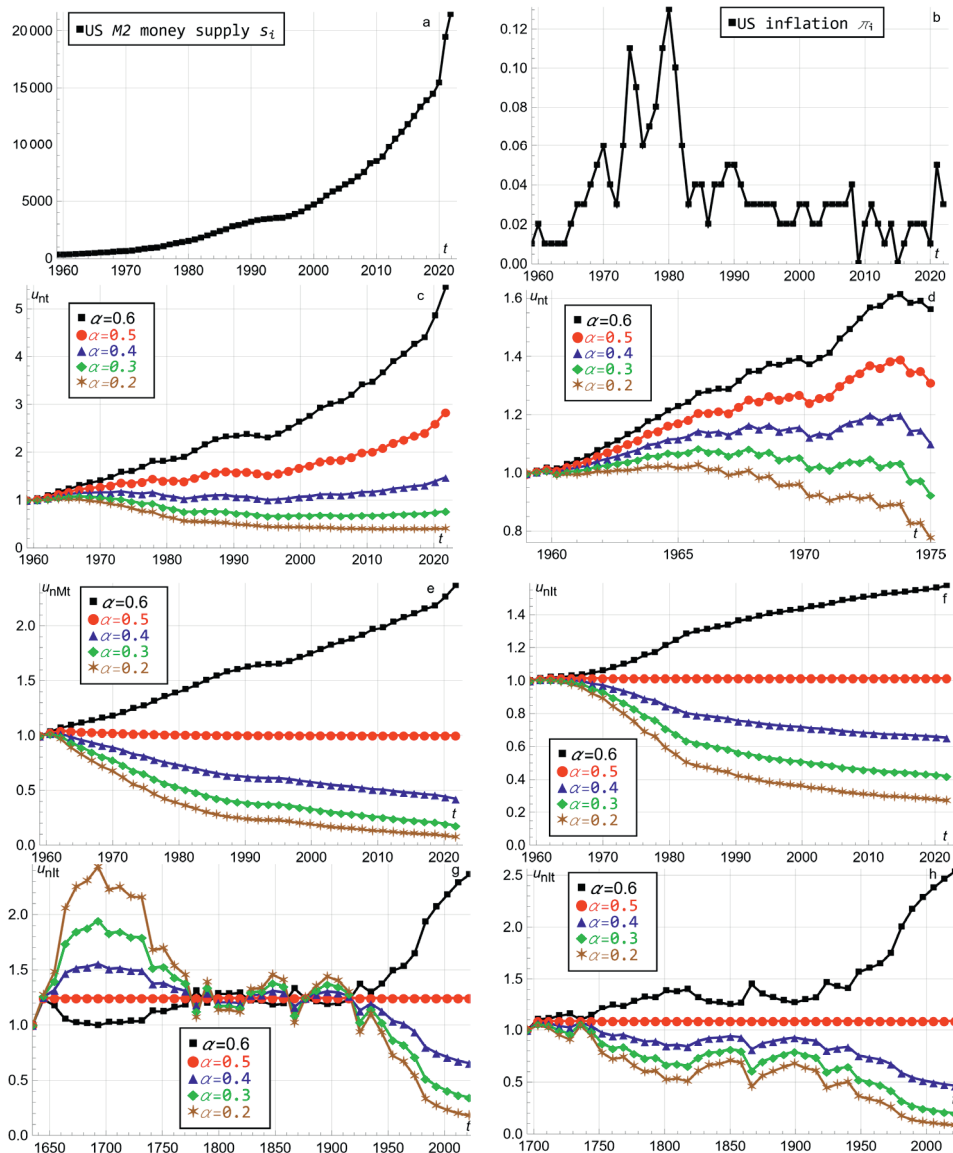 a
■US M2 money supply s_i
20000
15000
10000
5000
0
1960 1970 1980 1990 2000 2010 2020
t
b
■US inflation π_i
0.12
0.10
0.08
0.06
0.04
0.02
0.00
1960 1970 1980 1990 2000 2010 2020
t
u_nt
c
α=0.6
α=0.5
α=0.4
α=0.3
α=0.2
5
4
3
2
1
0
1960 1970 1980 1990 2000 2010 2020
t
u_nt
d
α=0.6
α=0.5
α=0.4
α=0.3
α=0.2
1.6
1.4
1.2
1.0
0.8
1960 1965 1970 1975
t
u_nMt
e
α=0.6
α=0.5
α=0.4
α=0.3
α=0.2
2.0
1.5
1.0
0.5
0.0
1960 1970 1980 1990 2000 2010 2020
t
u_nIt
f
1.4
1.2
1.0
0.8
0.6
0.4
0.2
0.0
α=0.6
α=0.5
α=0.4
α=0.3
α=0.2
1960 1970 1980 1990 2000 2010 2020
t
u_nIt
g
2.0
1.5
1.0
0.5
0.0
α=0.6
α=0.5
α=0.4
α=0.3
α=0.2
1650 1700 1750 1800 1850 1900 1950 2000
t
u_nIt
h
α=0.6
α=0.5
α=0.4
α=0.3
α=0.2
2.5
2.0
1.5
1.0
0.5
0.0
1700 1750 1800 1850 1900 1950 2000
t